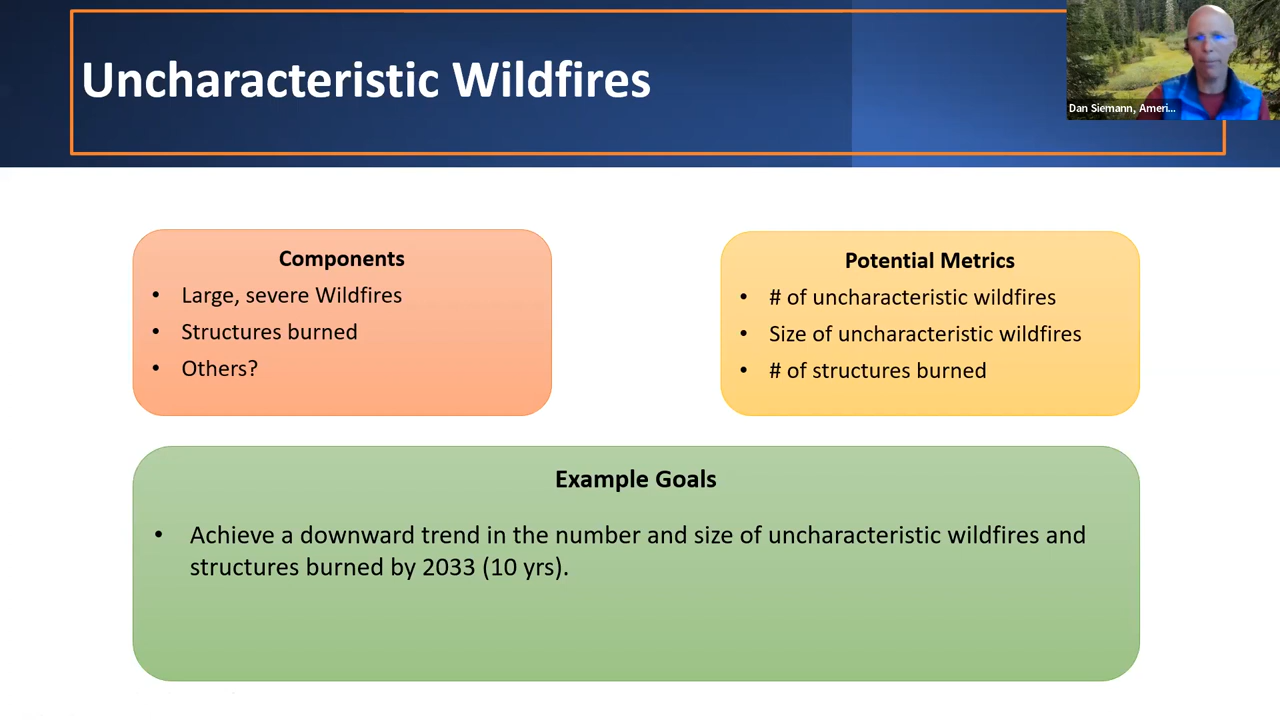 Uncharacteristic Wildfires
Dan Siemann, Ameri...
Components
• Large, severe Wildfires
• Structures burned
• Others?
Potential Metrics
• # of uncharacteristic wildfires
• Size of uncharacteristic wildfires
• # of structures burned
Example Goals
• Achieve a downward trend in the number and size of uncharacteristic wildfires and
structures burned by 2033 (10 yrs).